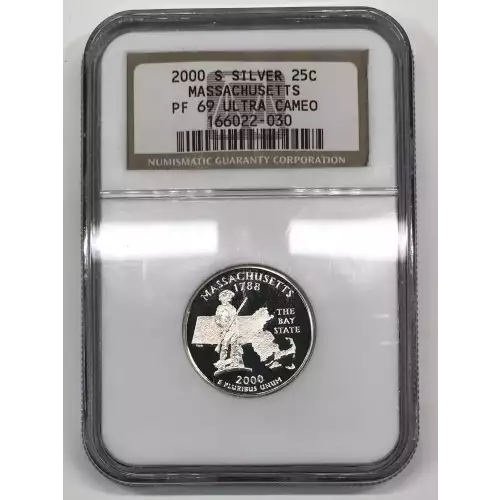 2000 S SILVER 25C
MASSACHUSETTS
PF 69 ULTRA CAMEO
166022-030
NUMISMATIC GUARANTY CORPORATION
MASSACHUSETTS
1788
THE
BAY
STATE
2000
E PLURIBUS UNUM